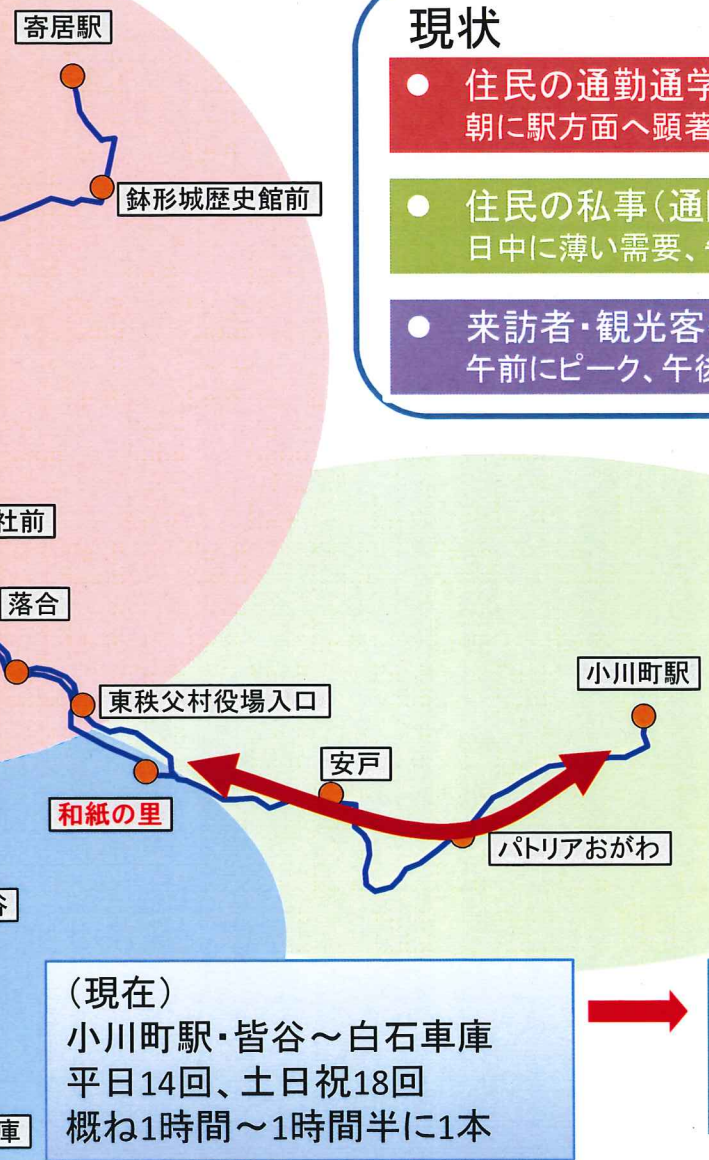 寄居駅
鉢形城歴史館前
現状
● 住民の通勤通学
朝に駅方面へ顕著
● 住民の私事(通
日中に薄い需要、
● 来訪者・観光客
午前にピーク、午後
社前
落合
東秩父村役場入口
和紙の里
安戸
小川町駅
パトリアおがわ
谷
(現在)
小川町駅・皆谷～白石車庫
平日14回、土日祝18回
概ね1時間～1時間半に1本
庫